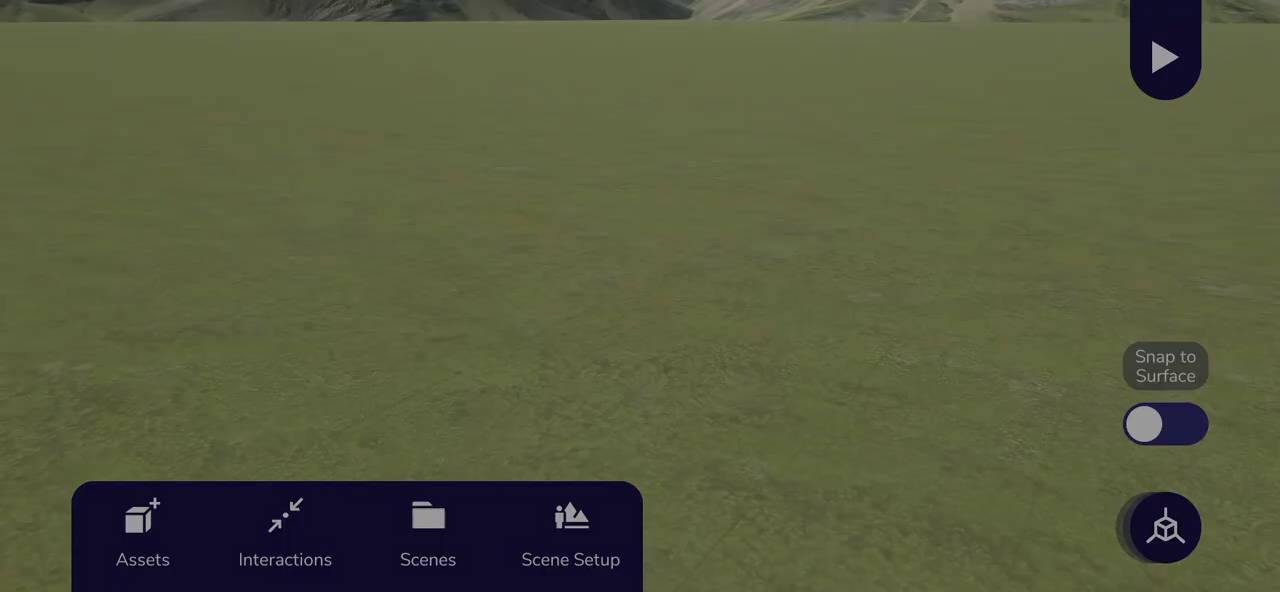 Snap to
Surface
Assets
Interactions
Scenes
Scene Setup